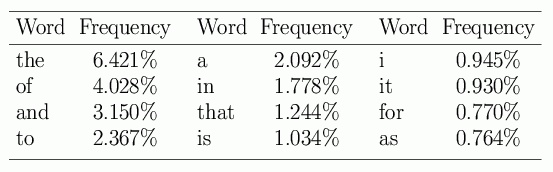 Word Frequency Word Frequency Word Frequency
the 6.421% a 2.092% i 0.945%
of 4.028% in 1.778% it 0.930%
and 3.150% that 1.244% for 0.770%
to 2.367% is 1.034% as 0.764%